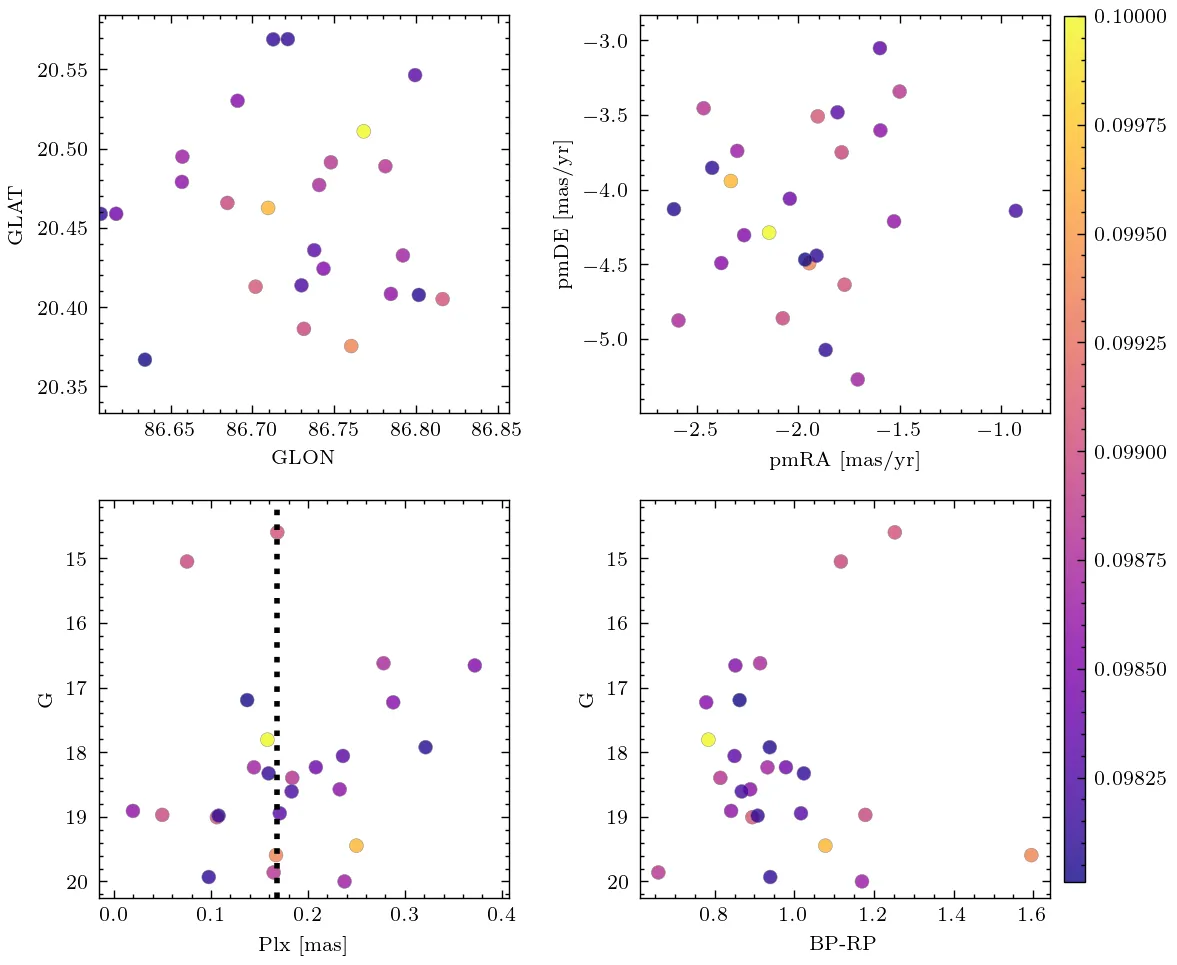 20.55
20.50
20.45
20.40
20.35
GLAT
86.65 86.70 86.75 86.80 86.85
GLON
−3.0
−3.5
−4.0
−4.5
−5.0
pmDE [mas/yr]
−2.5 −2.0 −1.5 −1.0
pmRA [mas/yr]
0.10000
0.09975
0.09950
0.09925
0.09900
0.09875
0.09850
0.09825
15
16
17
18
19
20
G
0.0 0.1 0.2 0.3 0.4
Plx [mas]
15
16
17
18
19
20
G
0.8 1.0 1.2 1.4 1.6
BP-RP